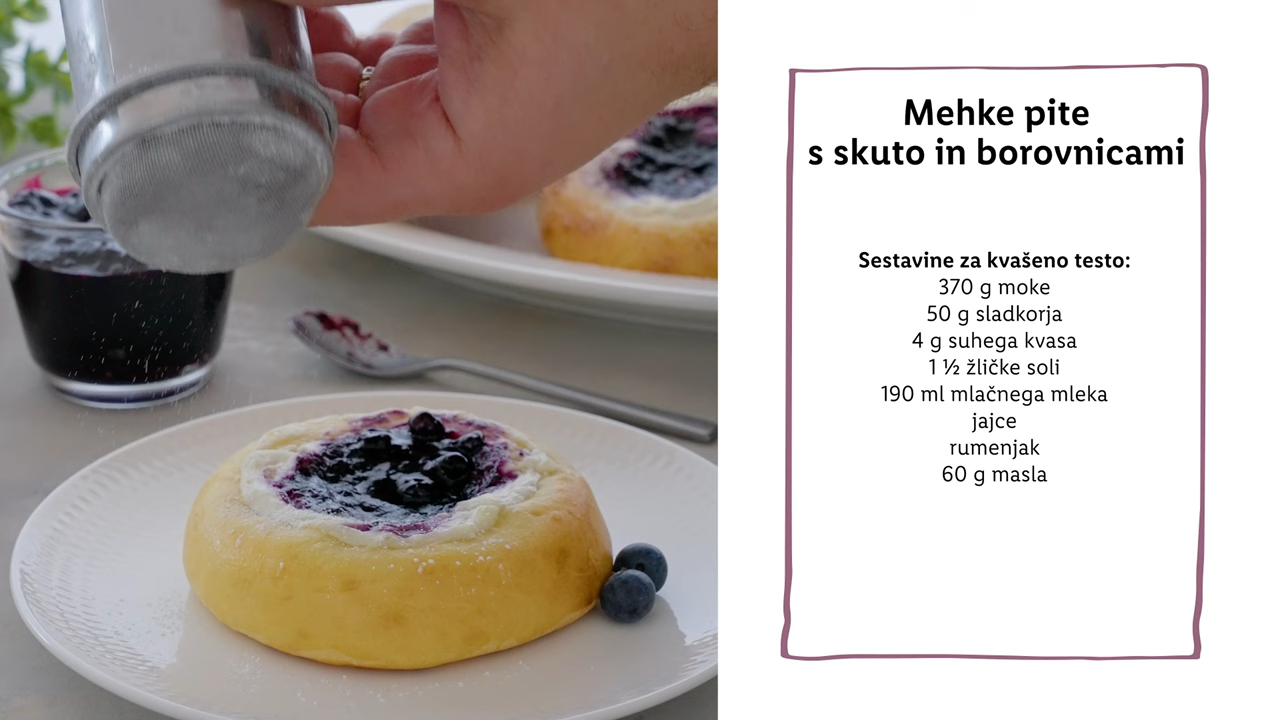 Mehke pite
s skuto in borovnicami
Sestavine za kvašeno testo:
370 g moke
50 g sladkorja
4 g suhega kvasa
1 ½ žličke soli
190 ml mlačnega mleka
jajce
rumenjak
60 g masla